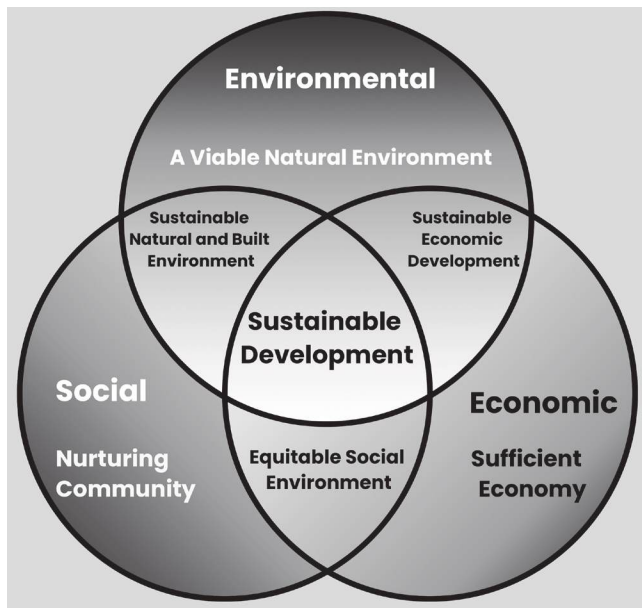 Environmental
A Viable Natural Environment
Sustainable
Natural and Built
Environment
Sustainable
Economic
Development
Sustainable
Development
Social
Nurturing
Community
Economic
Sufficient
Economy
Equitable Social
Environment